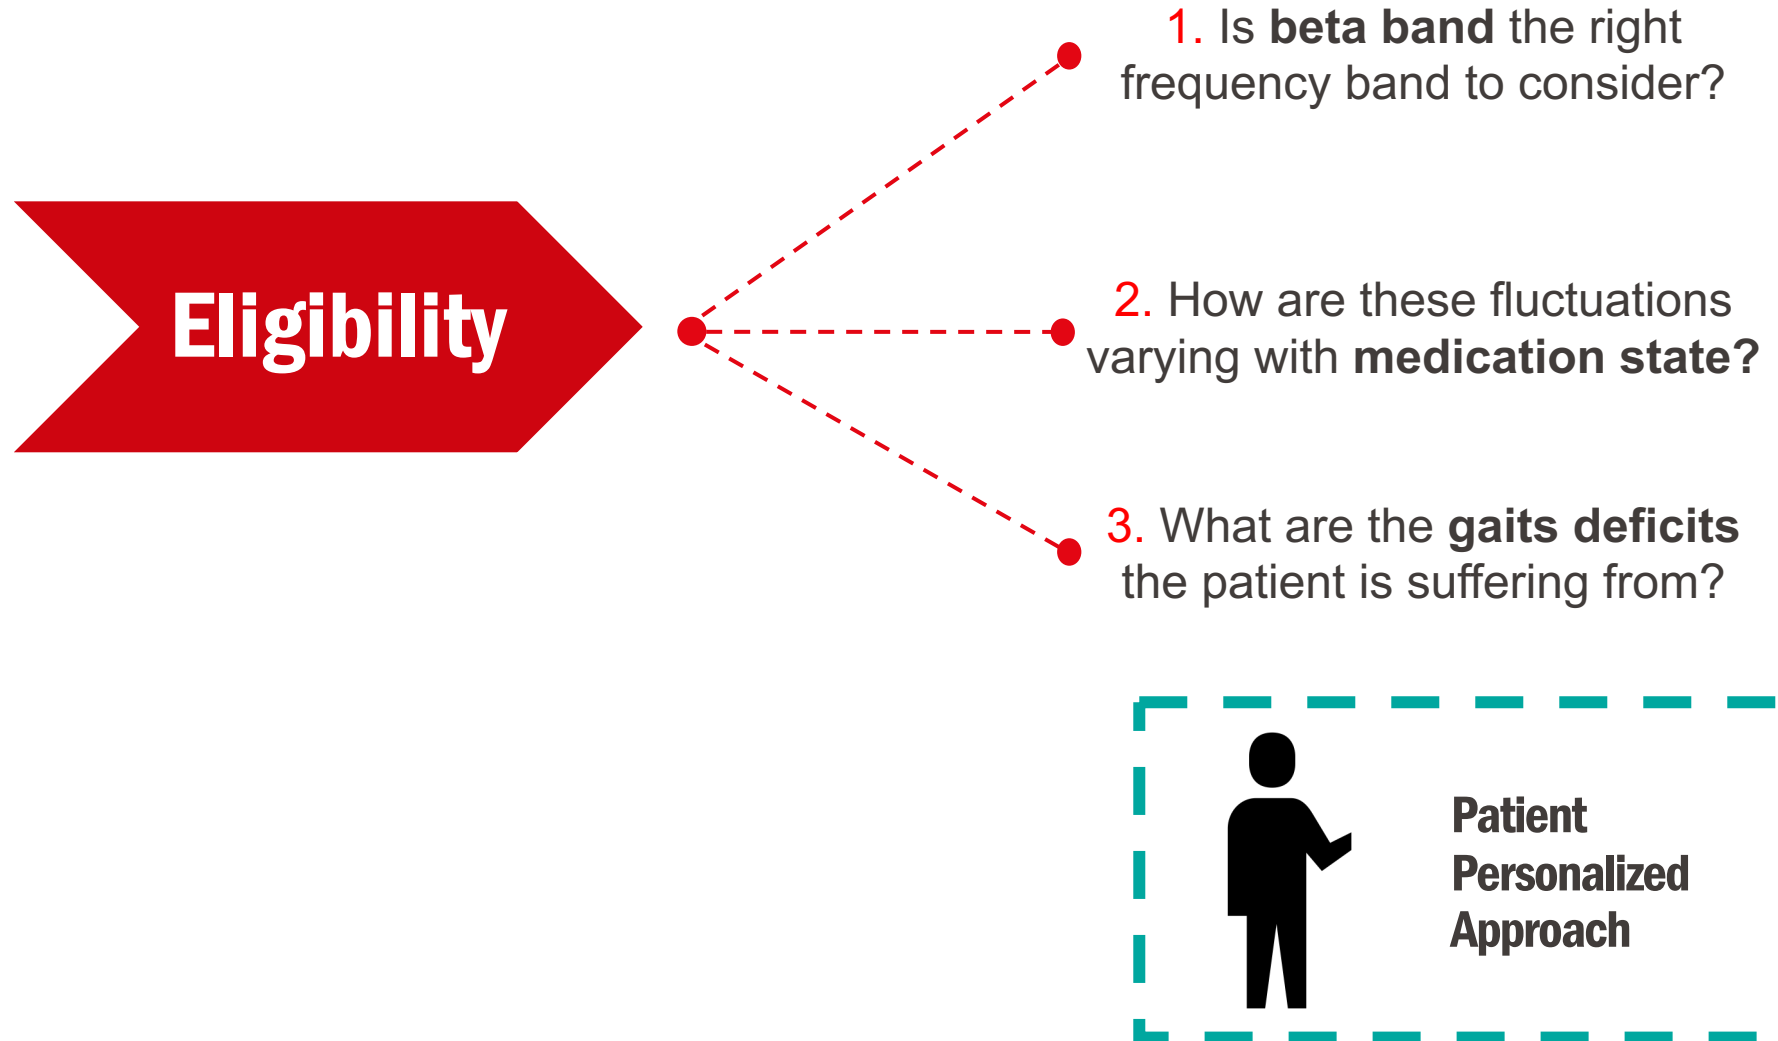 1. Is beta band the right
frequency band to consider?
Eligibility
2. How are these fluctuations
varying with medication state?
3. What are the gaits deficits
the patient is suffering from?
Patient
Personalized
Approach